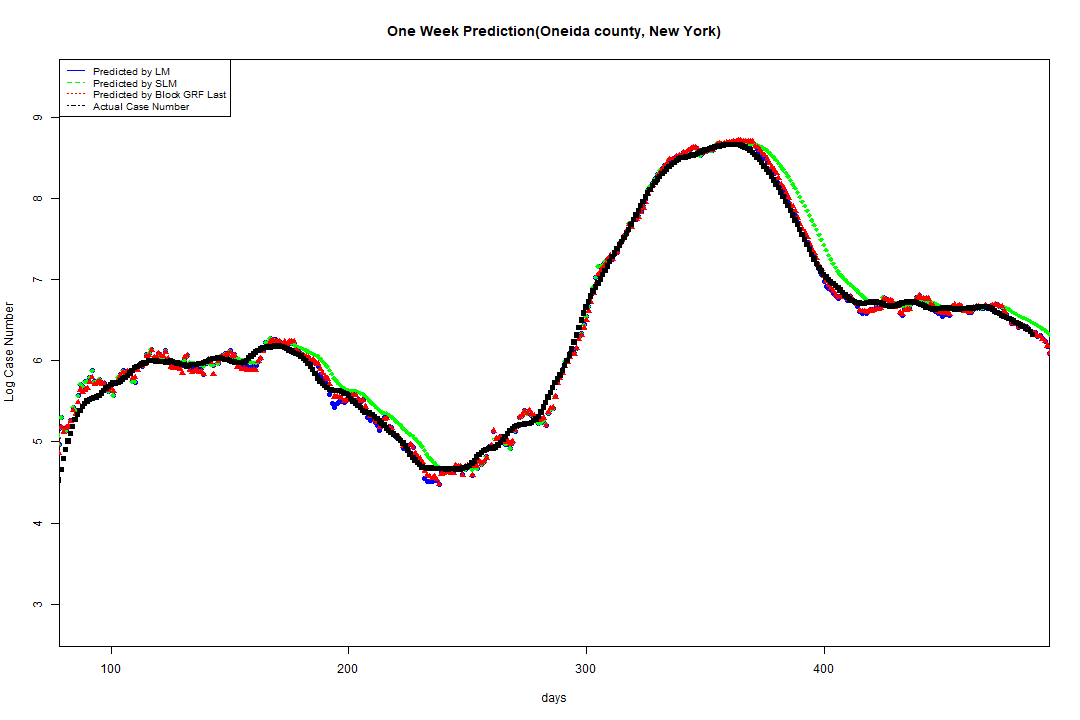 One Week Prediction(Oneida county, New York)
Predicted by LM
Predicted by SLM
Predicted by Block GRF Last
Actual Case Number
9
8
7
6
5
4
3
Log Case Number
100 200 300 400
days